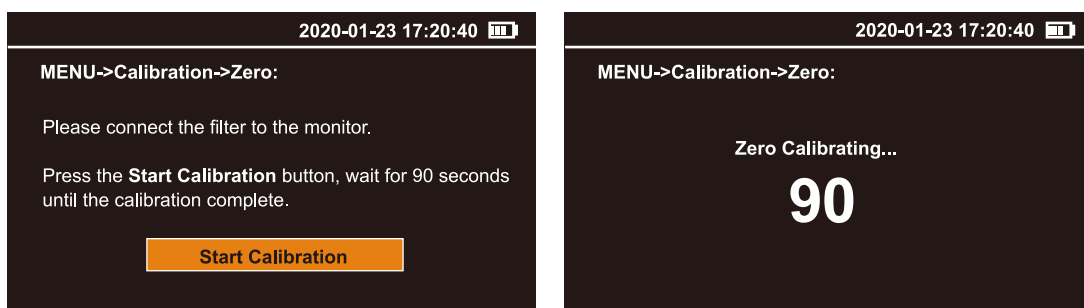 2020-01-23 17:20:40
MENU->Calibration->Zero:
Please connect the filter to the monitor.
Press the Start Calibration button, wait for 90 seconds
until the calibration complete.
Start Calibration
2020-01-23 17:20:40
MENU->Calibration->Zero:
Zero Calibrating...
90